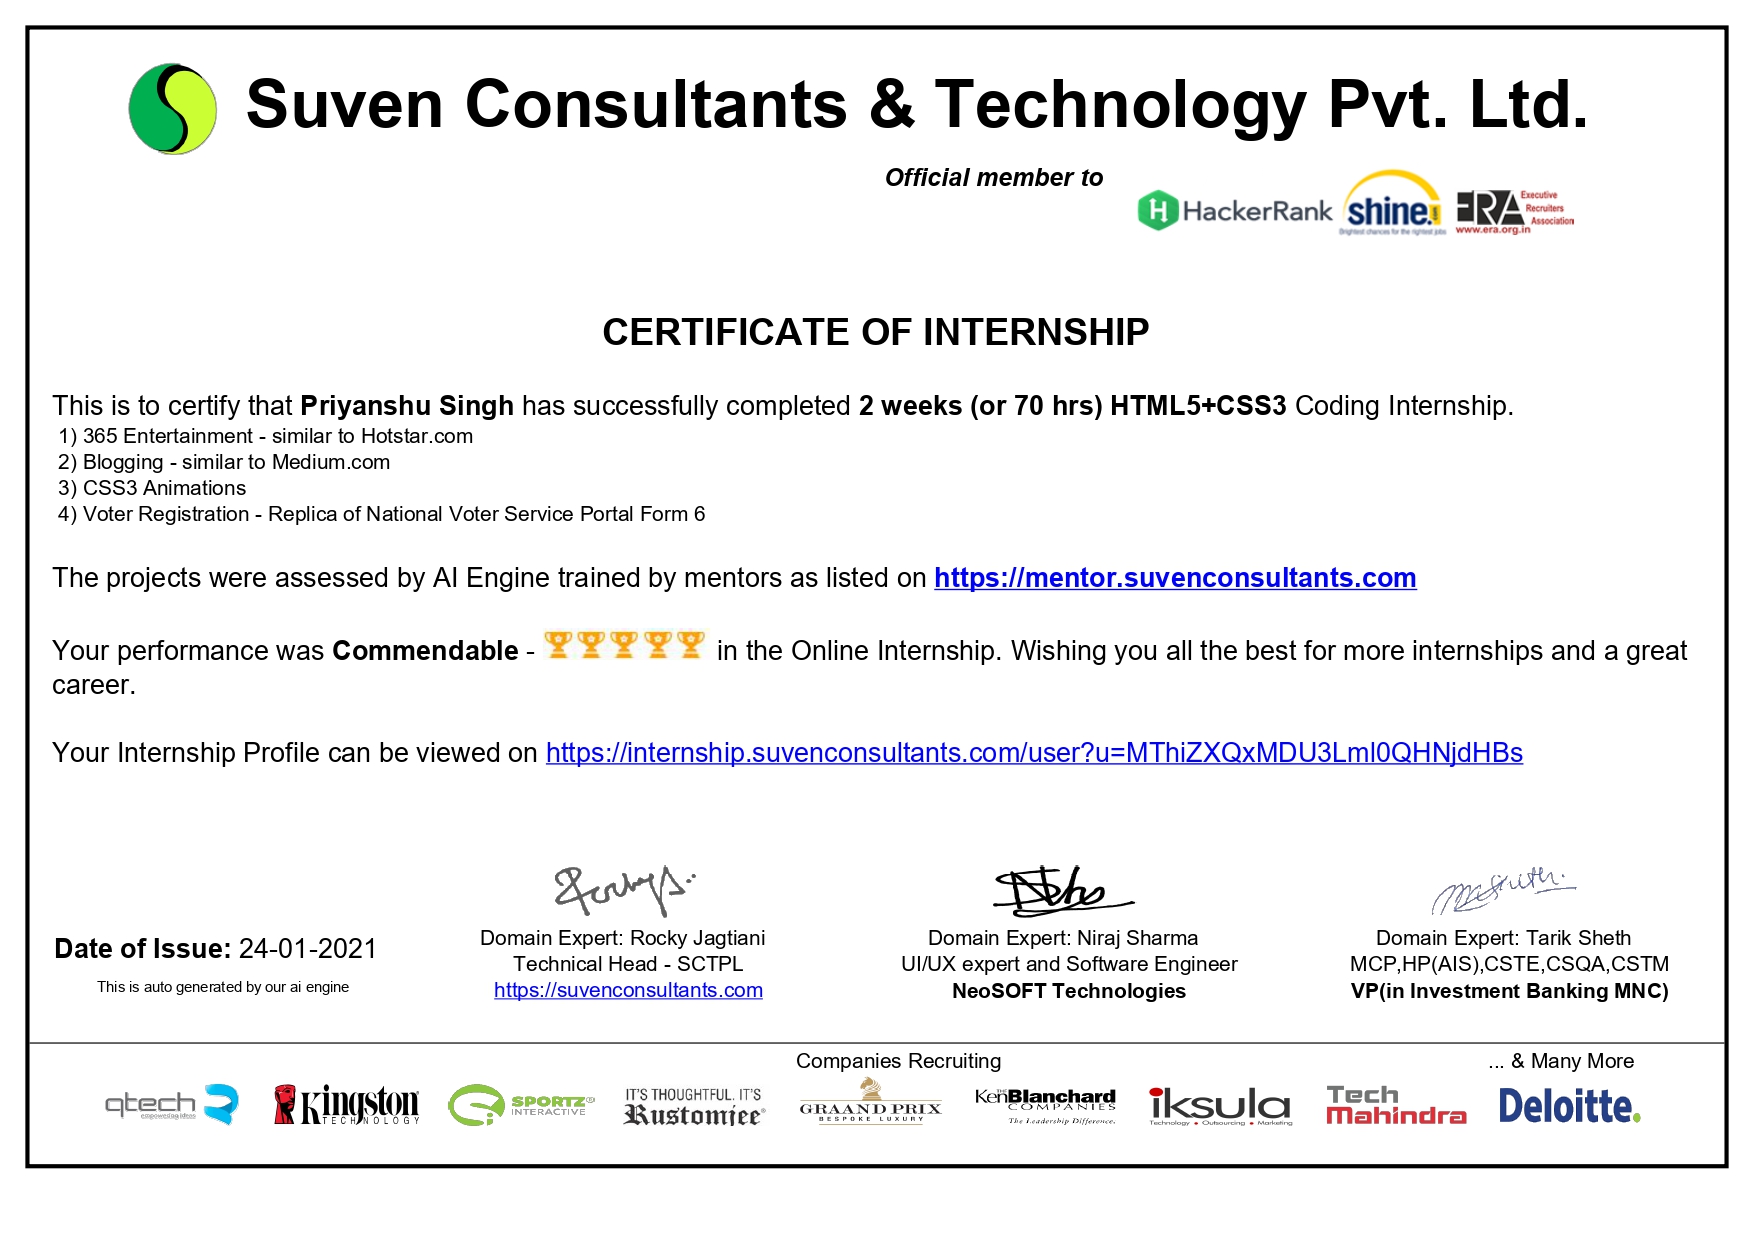 Suven Consultants & Technology Pvt. Ltd.
Official member to
HackerRank
shine.com
Brightest chances for the rightest jobs
ERA Executive Recruiters Association
www.era.org.in
CERTIFICATE OF INTERNSHIP
This is to certify that Priyanshu Singh has successfully completed 2 weeks (or 70 hrs) HTML5+CSS3 Coding Internship.
1) 365 Entertainment - similar to Hotstar.com
2) Blogging - similar to Medium.com
3) CSS3 Animations
4) Voter Registration - Replica of National Voter Service Portal Form 6
The projects were assessed by AI Engine trained by mentors as listed on https://mentor.suvenconsultants.com
Your performance was Commendable - in the Online Internship. Wishing you all the best for more internships and a great
career.
Your Internship Profile can be viewed on https://internship.suvenconsultants.com/user?u=MThiZXQxMDU3Lml0QHNjdHBs
Date of Issue: 24-01-2021
This is auto generated by our ai engine
Domain Expert: Rocky Jagtiani
Technical Head - SCTPL
https://suvenconsultants.com
Domain Expert: Niraj Sharma
UI/UX expert and Software Engineer
NeoSOFT Technologies
Domain Expert: Tarik Sheth
MCP,HP(AIS),CSTE,CSQA,CSTM
VP(in Investment Banking MNC)
Companies Recruiting
... & Many More
qtech
empowering ideas
Kingston
TECHNOLOGY
SPORTZ
INTERACTIVE
IT'S THOUGHTFUL. IT'S
Rustomjee
GRAAND PRIX
BESPOKE LUXURY
THE
KenBlanchard
COMPANIES
The Leadership Difference.
iksula
Technology • Outsourcing • Marketing
Tech
Mahindra
Deloitte.